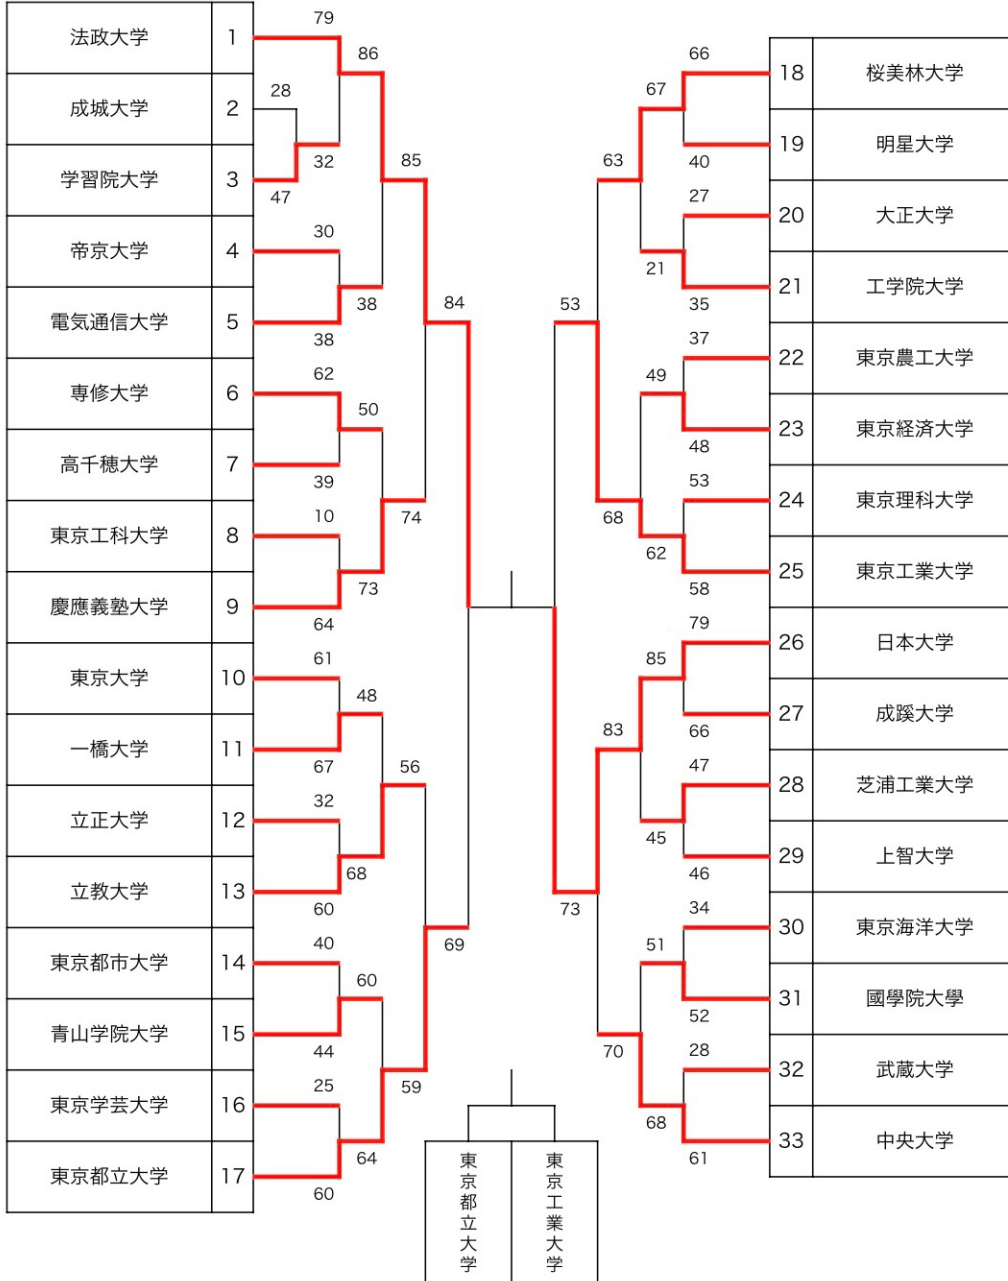 法政大学 1
成城大学 2
学習院大学 3
帝京大学 4
電気通信大学 5
専修大学 6
高千穂大学 7
東京工科大学 8
慶應義塾大学 9
東京大学 10
一橋大学 11
立正大学 12
立教大学 13
東京都市大学 14
青山学院大学 15
東京学芸大学 16
東京都立大学 17
79
28
47
32
30
38
62
39
10
64
61
67
32
60
40
44
25
60
86
38
50
73
48
68
60
64
85
74
56
59
84
69
53
73
63
68
83
70
67
21
49
62
85
45
51
68
66
40
27
35
37
48
53
58
79
66
47
46
34
52
28
61
18 桜美林大学
19 明星大学
20 大正大学
21 工学院大学
22 東京農工大学
23 東京経済大学
24 東京理科大学
25 東京工業大学
26 日本大学
27 成蹊大学
28 芝浦工業大学
29 上智大学
30 東京海洋大学
31 國學院大學
32 武蔵大学
33 中央大学
東京都立大学
東京工業大学